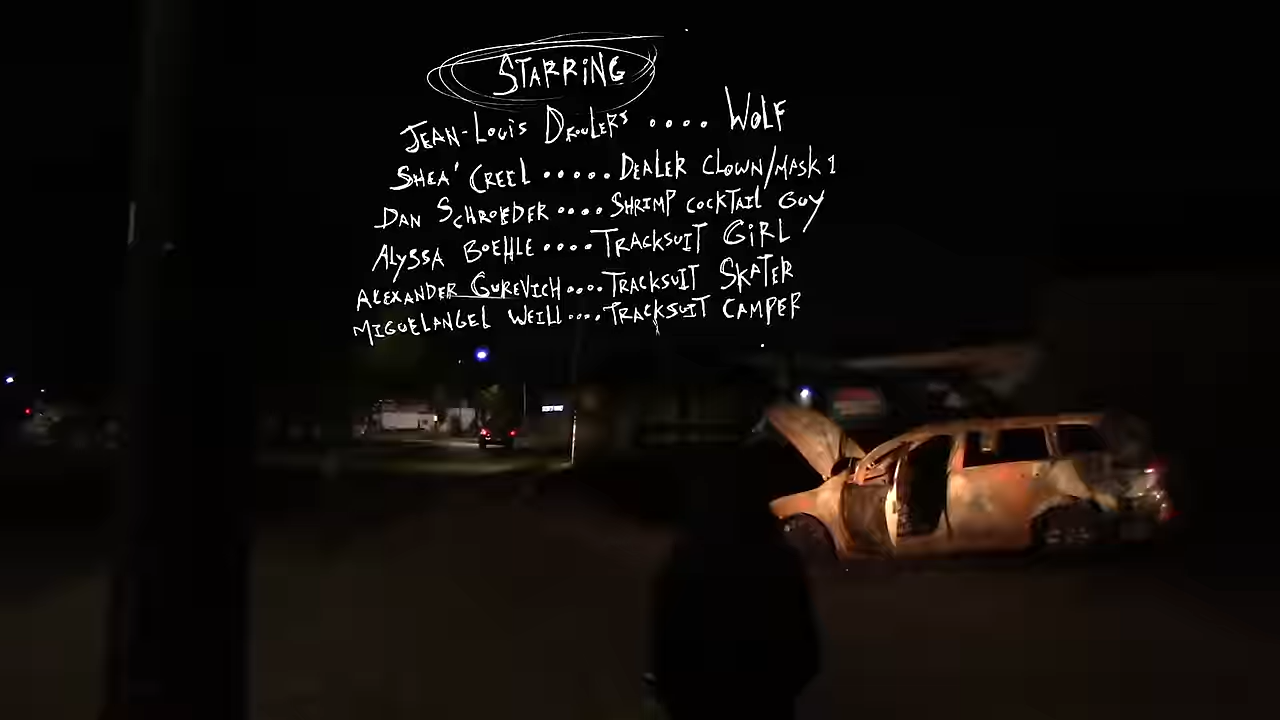 STARRING
JEAN-LOUIS DROULERS .... WOLF
SHEA' CREEL ..... DEALER CLOWN/MASK 1
DAN SCHROEDER .... SHRIMP COCKTAIL GUY
ALYSSA BOEHLE .... TRACKSUIT GIRL
ALEXANDER GUREVICH .... TRACKSUIT SKATER
MIGUELANGEL WEILL .... TRACKSUIT CAMPER